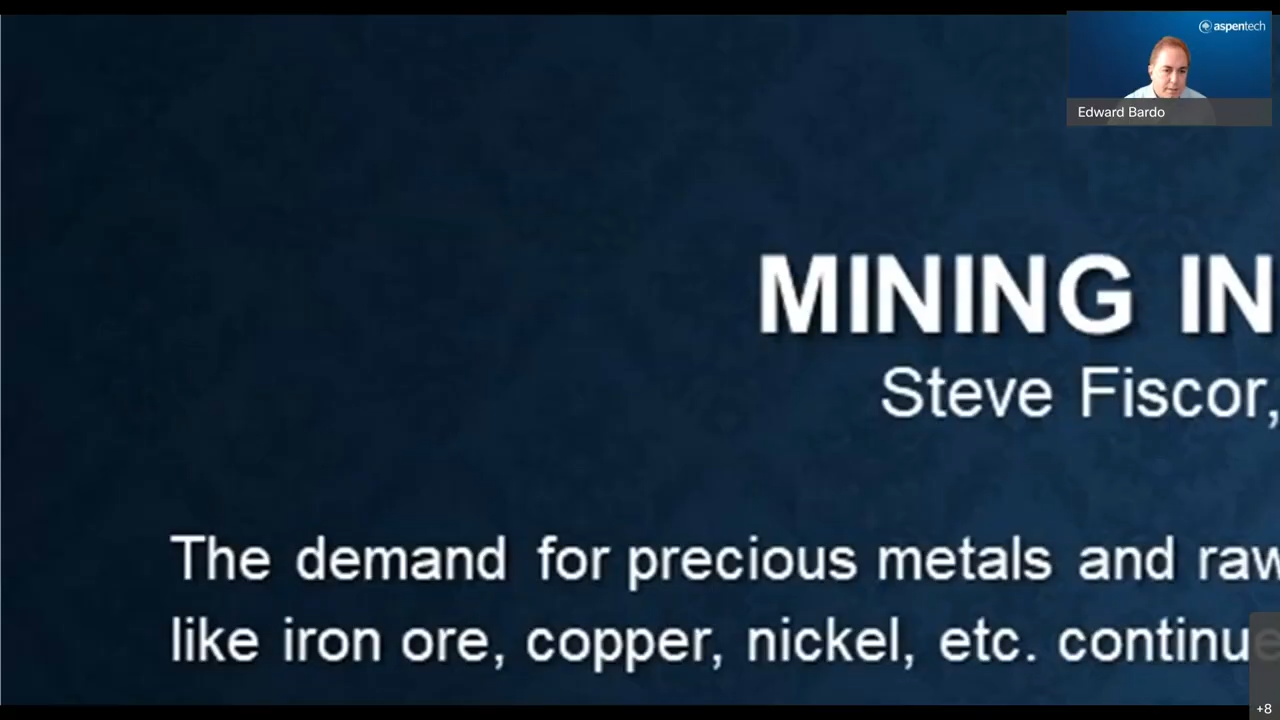 aspentech
Edward Bardo
MINING IN
Steve Fiscor,
The demand for precious metals and raw
like iron ore, copper, nickel, etc. continue
+8